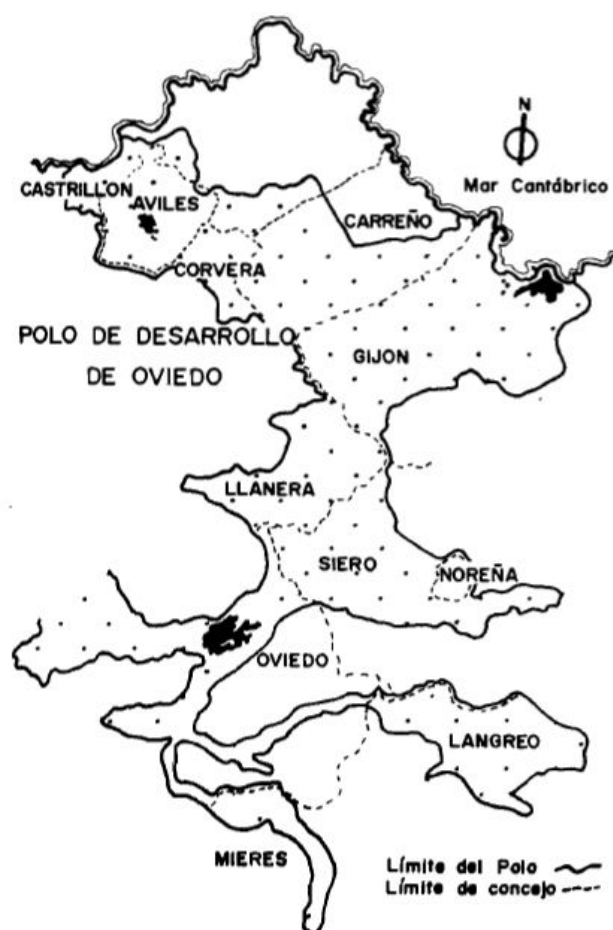 N
Mar Cantábrico
CASTRILLON
AVILES
CARREÑO
CORVERA
POLO DE DESARROLLO
DE OVIEDO
GIJON
LLANERA
SIERO
NOREÑA
OVIEDO
LANGREO
MIERES
Límite del Polo
Límite de concejo